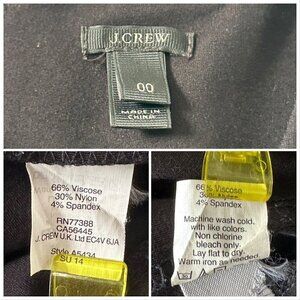 J.CREW
00
MADE IN
CHINA
66% Viscose
30% Nylon
4% Spandex
RN77388
CA56445
J. CREW U.K. Ltd EC4V 6JA
Style A5434
SU 14
66% Viscose
30% Nylon
4% Spandex
Machine wash cold.
with like colors.
Non chlorine
bleach only.
Lay flat to dry.
Warm iron as needed